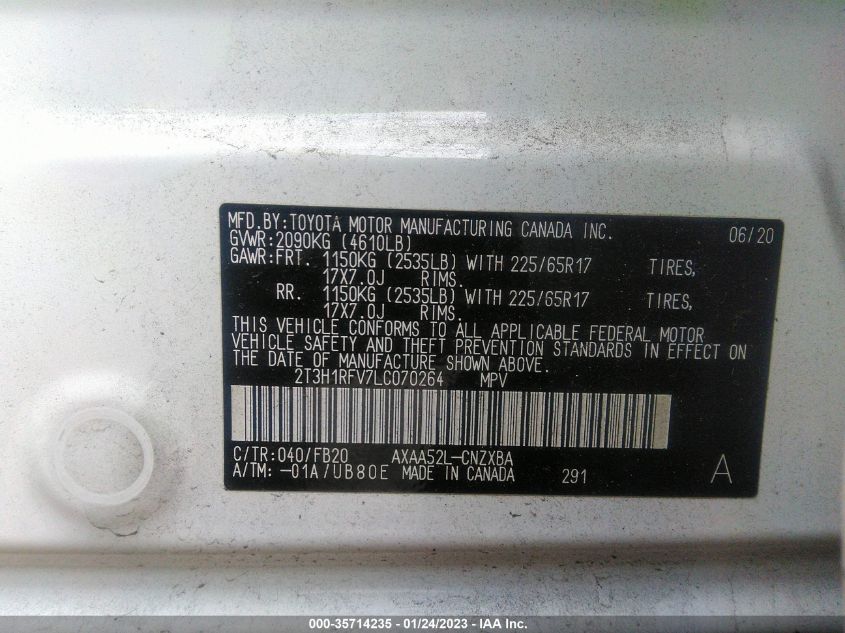 MFD.BY:TOYOTA MOTOR MANUFACTURING CANADA INC. 06/20
GVWR:2090KG (4610LB)
GAWR:FRT. 1150KG (2535LB) WITH 225/65R17 TIRES,
17X7.0J RIMS.
RR. 1150KG (2535LB) WITH 225/65R17 TIRES,
17X7.0J RIMS.
THIS VEHICLE CONFORMS TO ALL APPLICABLE FEDERAL MOTOR
VEHICLE SAFETY AND THEFT PREVENTION STANDARDS IN EFFECT ON
THE DATE OF MANUFACTURE SHOWN ABOVE.
2T3H1RFV7LC070264 MPV
C/TR:040/FB20 AXAA52L-CNZXBA
A/TM:-01A/UB80E MADE IN CANADA 291 A
000-35714235 - 01/24/2023 - IAA Inc.